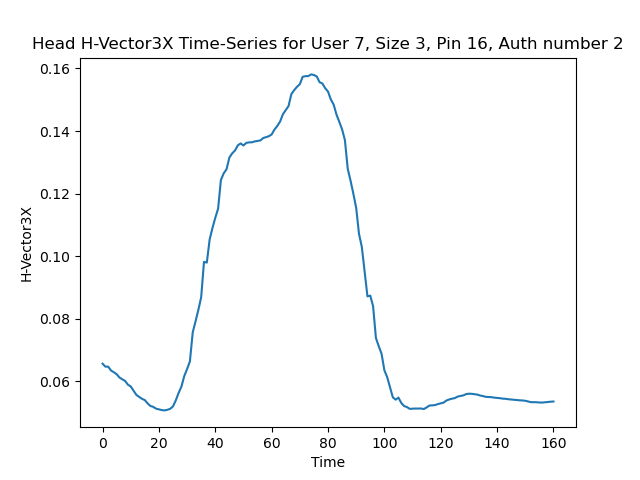 Head H-Vector3X Time-Series for User 7, Size 3, Pin 16, Auth number 2
0.16
0.14
0.12
0.10
0.08
0.06
H-Vector3X
0 20 40 60 80 100 120 140 160
Time